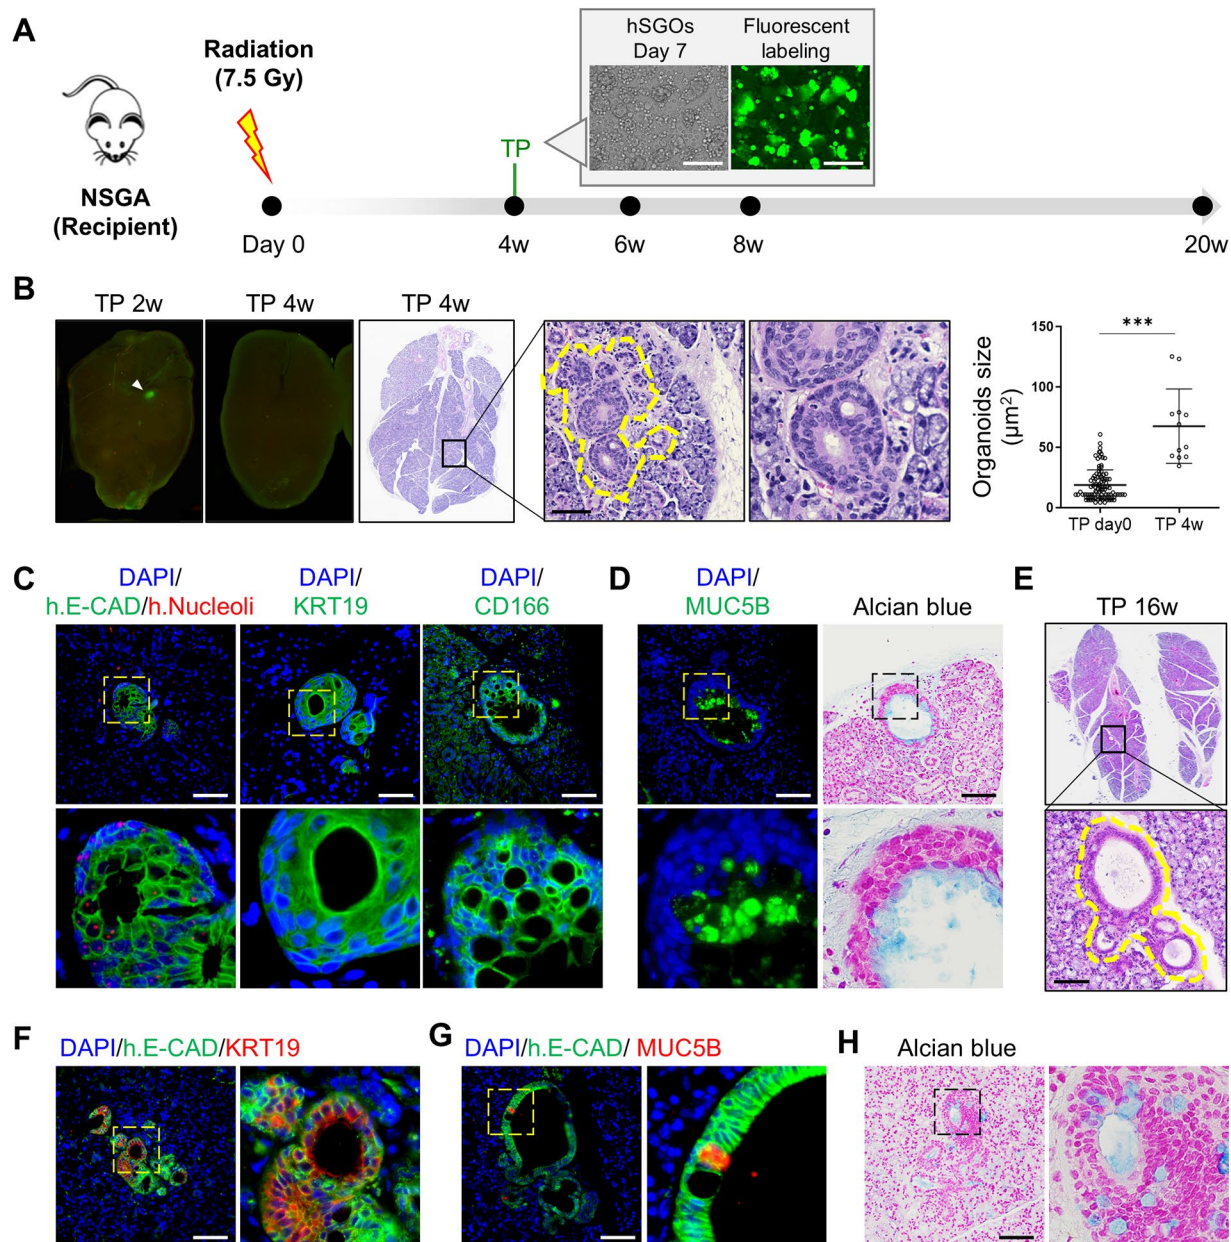 A
Radiation
(7.5 Gy)
NSGA
(Recipient)
hSGOs
Day 7
Fluorescent
labeling
TP
Day 0
4w
6w
8w
20w
B
TP 2w
TP 4w
TP 4w
Organoids size
(µm²)
150
100
50
0
***
TP day0
TP 4w
C
DAPI/
h.E-CAD/h.Nucleoli
DAPI/
KRT19
DAPI/
CD166
D
DAPI/
MUC5B
Alcian blue
E
TP 16w
F
DAPI/h.E-CAD/KRT19
G
DAPI/h.E-CAD/ MUC5B
H
Alcian blue